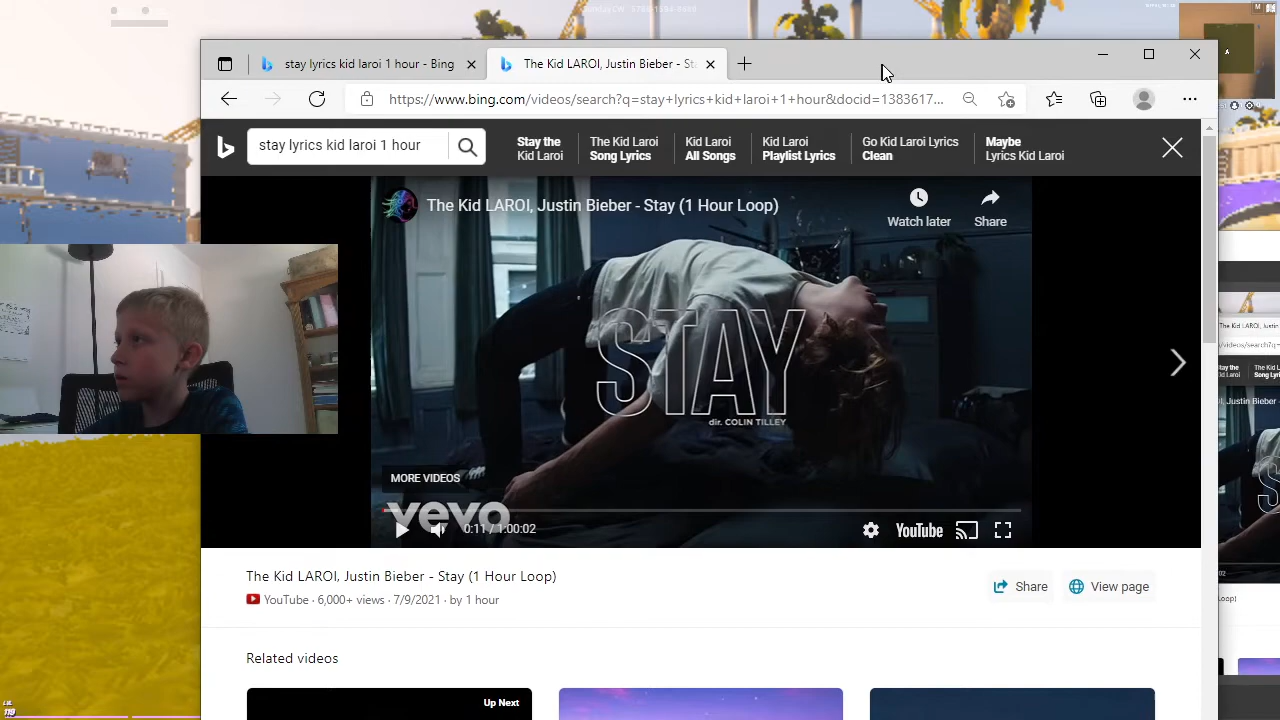 stay lyrics kid laroi 1 hour - Bing
The Kid LAROI, Justin Bieber - St
https://www.bing.com/videos/search?q=stay+lyrics+kid+laroi+1+hour&docid=1383617...
stay lyrics kid laroi 1 hour
Stay the
Kid Laroi
The Kid Laroi
Song Lyrics
Kid Laroi
All Songs
Kid Laroi
Playlist Lyrics
Go Kid Laroi Lyrics
Clean
Maybe
Lyrics Kid Laroi
The Kid LAROI, Justin Bieber - Stay (1 Hour Loop)
Watch later
Share
STAY
dir. COLIN TILLEY
MORE VIDEOS
vevo
0:11 / 1:00:02
YouTube
The Kid LAROI, Justin Bieber - Stay (1 Hour loop)
YouTube · 6,000+ views · 7/9/2021 · by 1 hour
Share
View page
Related videos
Up Next